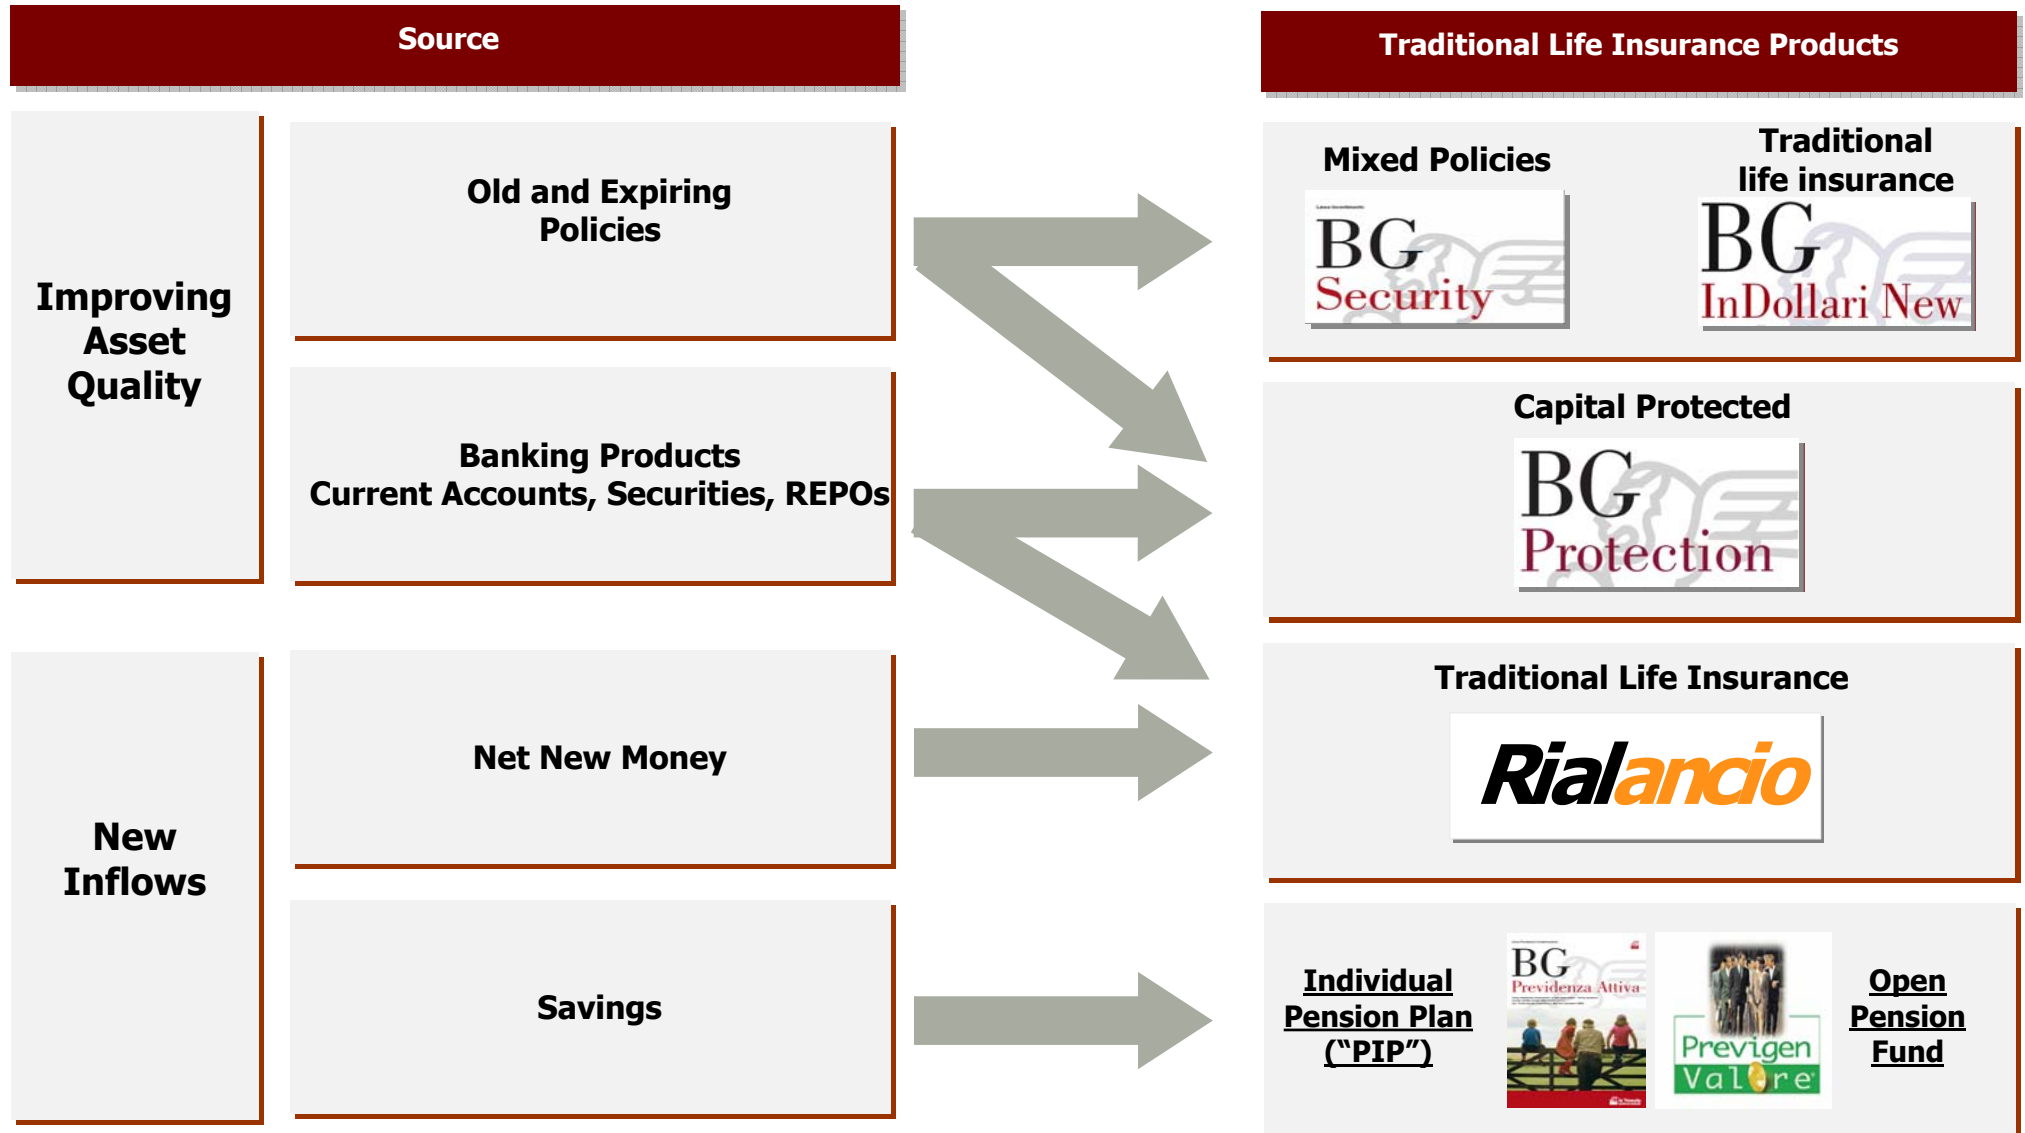 Source
Traditional Life Insurance Products
Improving
Asset
Quality
Old and Expiring
Policies
Banking Products
Current Accounts, Securities, REPOs
New
Inflows
Net New Money
Savings
Mixed Policies
BG
Security
Traditional
life insurance
BG
InDollari New
Capital Protected
BG
Protection
Traditional Life Insurance
Rialancio
Individual
Pension Plan
(“PIP”)
BG
Previdenza Attiva
Previgen
Valore
Open
Pension
Fund